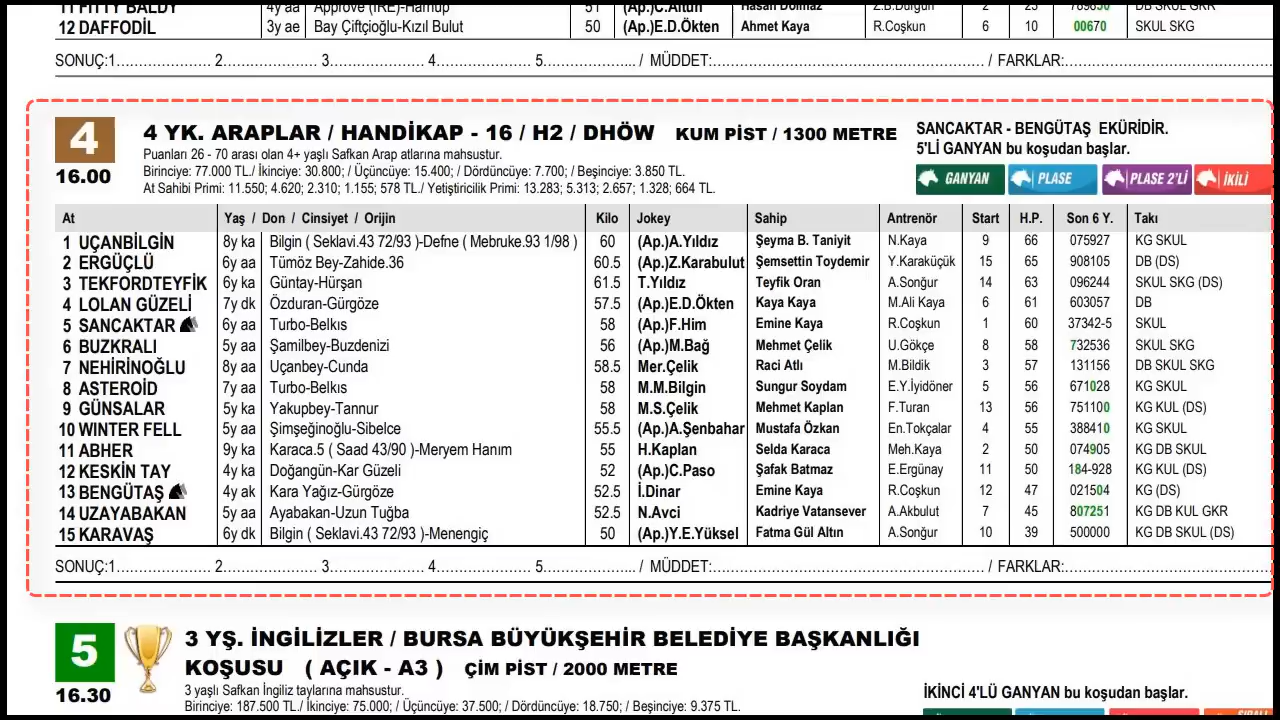 11 FITTY BALDY 4y aa Approve (IRE)-Harrup 51 (Ap.)C.Altun Hasan Dolmaz Z.B.Durgun 2 23 DB SKUL GKR
12 DAFFODİL 3y ae Bay Çiftçioğlu-Kızıl Bulut 50 (Ap.)E.D.Ökten Ahmet Kaya R.Coşkun 6 10 00670 SKUL SKG
SONUÇ:1..................... 2..................... 3..................... 4..................... 5..................... / MÜDDET:............................................................. / FARKLAR:...............................................
4
16.00
4 YK. ARAPLAR / HANDİKAP - 16 / H2 / DHÖW KUM PİST / 1300 METRE
Puanları 26 - 70 arası olan 4+ yaşlı Safkan Arap atlarına mahsustur.
Birinciye: 77.000 TL./ İkinciye: 30.800; / Üçüncüye: 15.400; / Dördüncüye: 7.700; / Beşinciye: 3.850 TL.
At Sahibi Primi: 11.550; 4.620; 2.310; 1.155; 578 TL./ Yetiştiricilik Primi: 13.283; 5.313; 2.657; 1.328; 664 TL.
SANCAKTAR - BENGÜTAŞ EKÜRİDİR.
5'Lİ GANYAN bu koşudan başlar.
GANYAN PLASE PLASE 2'Lİ İKİLİ
At Yaş / Don / Cinsiyet / Orijin Kilo Jokey Sahip Antrenör Start H.P. Son 6 Y. Takı
1 UÇANBİLGİN 8y ka Bilgin ( Seklavi.43 72/93 )-Defne ( Mebruke.93 1/98 ) 60 (Ap.)A.Yıldız Şeyma B. Taniyit N.Kaya 9 66 075927 KG SKUL
2 ERGÜÇLÜ 6y aa Tümöz Bey-Zahide.36 60.5 (Ap.)Z.Karabulut Şemsettin Toydemir Y.Karaküçük 15 65 908105 DB (DS)
3 TEKFORDTEYFİK 6y ka Güntay-Hürşan 61.5 T.Yıldız Teyfik Oran A.Sonğur 14 63 096244 SKUL SKG (DS)
4 LOLAN GÜZELİ 7y dk Özduran-Gürgöze 57.5 (Ap.)E.D.Ökten Kaya Kaya M.Ali Kaya 6 61 603057 DB
5 SANCAKTAR 6y aa Turbo-Belkıs 58 (Ap.)F.Him Emine Kaya R.Coşkun 1 60 37342-5 SKUL
6 BUZKRALI 5y aa Şamilbey-Buzdenizi 56 (Ap.)M.Bağ Mehmet Çelik U.Gökçe 8 58 732536 SKUL SKG
7 NEHİRİNOĞLU 8y aa Uçanbey-Cunda 58.5 Mer.Çelik Raci Atlı M.Bildik 3 57 131156 DB SKUL SKG
8 ASTEROİD 7y aa Turbo-Belkıs 58 M.M.Bilgin Sungur Soydam E.Y.İyidöner 5 56 671028 KG SKUL
9 GÜNSALAR 5y ka Yakupbey-Tannur 58 M.S.Çelik Mehmet Kaplan F.Turan 13 56 751100 KG KUL (DS)
10 WINTER FELL 5y aa Şimşeğinoğlu-Sibelce 55.5 (Ap.)A.Şenbahar Mustafa Özkan En.Tokçalar 4 55 388410 KG SKUL
11 ABHER 9y ka Karaca.5 ( Saad 43/90 )-Meryem Hanım 55 H.Kaplan Selda Karaca Meh.Kaya 2 50 074905 KG DB SKUL
12 KESKİN TAY 4y ka Doğangün-Kar Güzeli 52 (Ap.)C.Paso Şafak Batmaz E.Ergünay 11 50 184-928 KG KUL (DS)
13 BENGÜTAŞ 4y ak Kara Yağız-Gürgöze 52.5 İ.Dinar Emine Kaya R.Coşkun 12 47 021504 KG (DS)
14 UZAYABAKAN 5y aa Ayabakan-Uzun Tuğba 52.5 N.Avci Kadriye Vatansever A.Akbulut 7 45 807251 KG DB KUL GKR
15 KARAVAŞ 6y dk Bilgin ( Seklavi.43 72/93 )-Menengiç 50 (Ap.)Y.E.Yüksel Fatma Gül Altın A.Sonğur 10 39 500000 KG DB SKUL (DS)
SONUÇ:1..................... 2..................... 3..................... 4..................... 5..................... / MÜDDET:............................................................. / FARKLAR:...............................................
5
16.30
3 YŞ. İNGİLİZLER / BURSA BÜYÜKŞEHİR BELEDİYE BAŞKANLIĞI
KOŞUSU ( AÇIK - A3 ) ÇİM PİST / 2000 METRE
3 yaşlı Safkan İngiliz taylarına mahsustur.
Birinciye: 187.500 TL./ İkinciye: 75.000; / Üçüncüye: 37.500; / Dördüncüye: 18.750; / Beşinciye: 9.375 TL.
İKİNCİ 4'LÜ GANYAN bu koşudan başlar.